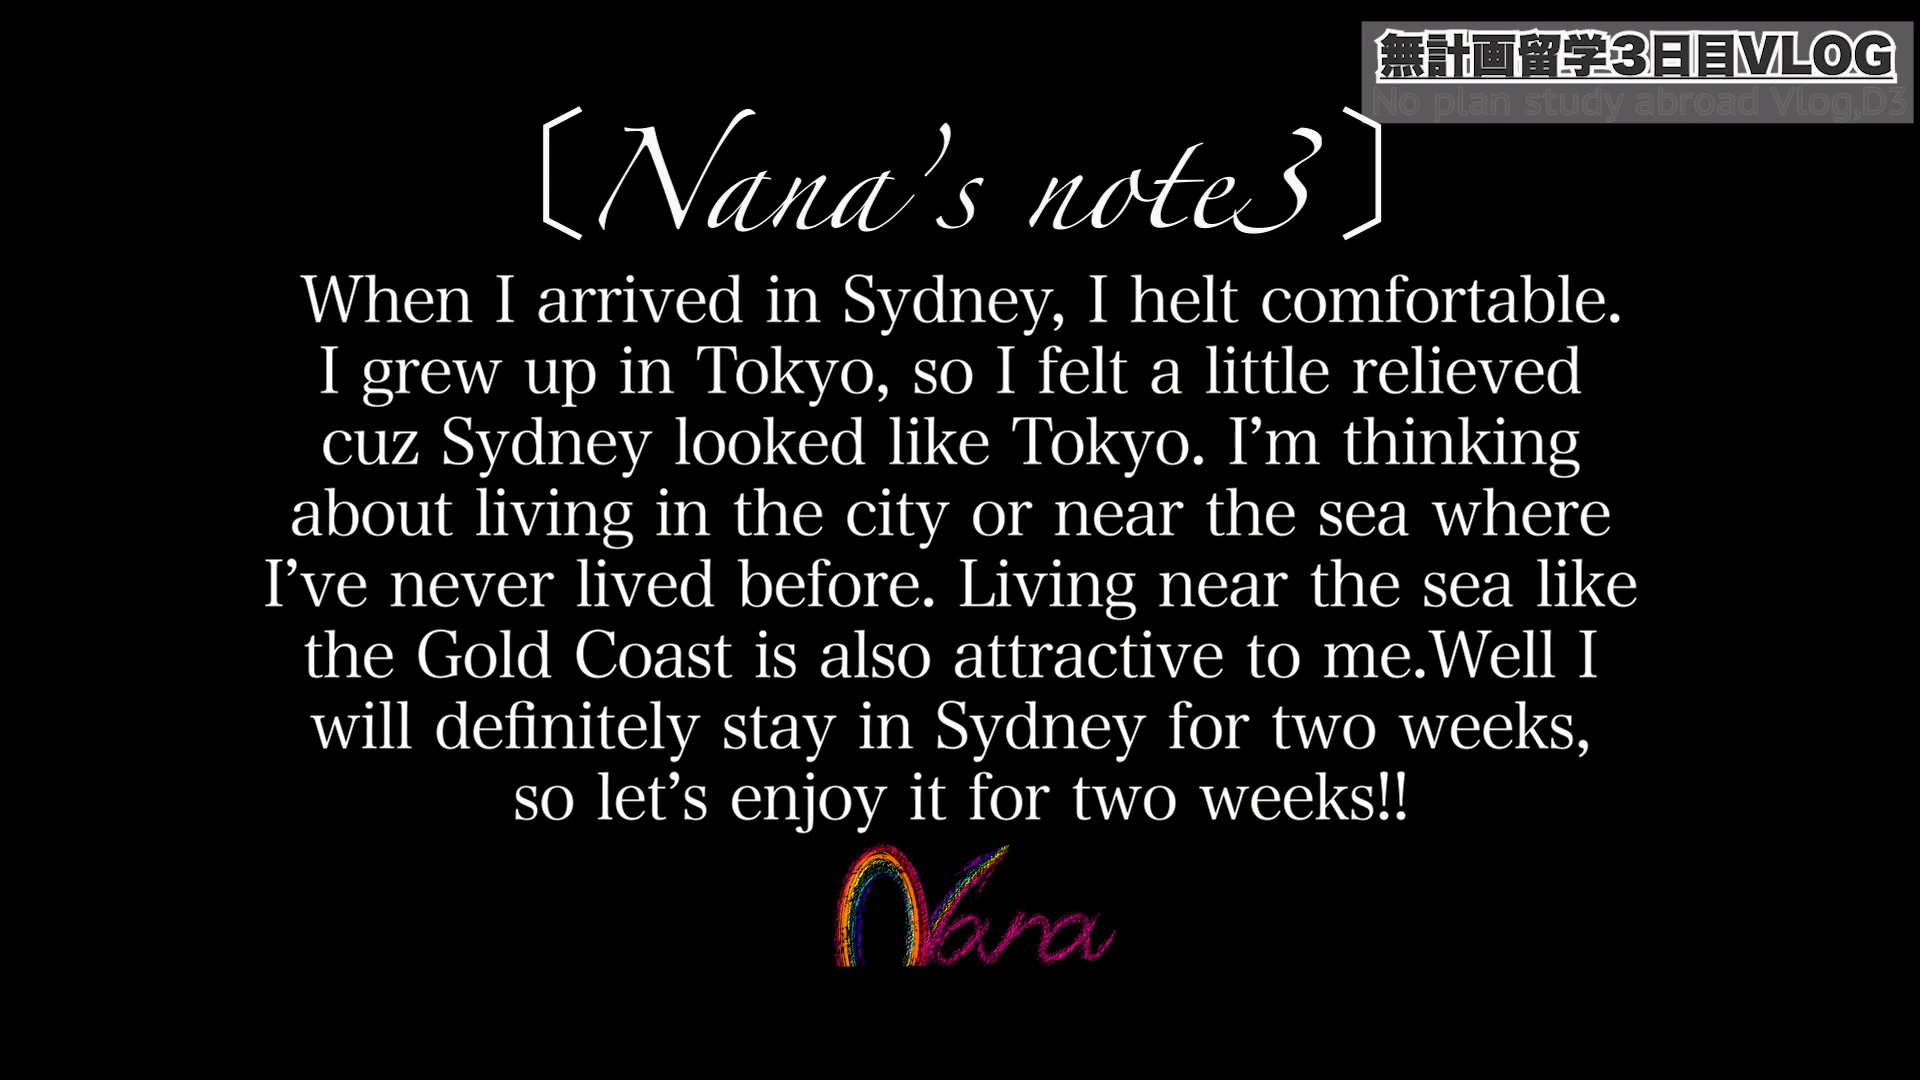 無計画留学3日目VLOG
No plan study abroad Vlog,D3
〔Nana’s note3〕
When I arrived in Sydney, I helt comfortable.
I grew up in Tokyo, so I felt a little relieved
cuz Sydney looked like Tokyo. I’m thinking
about living in the city or near the sea where
I’ve never lived before. Living near the sea like
the Gold Coast is also attractive to me.Well I
will definitely stay in Sydney for two weeks,
so let’s enjoy it for two weeks!!
Nana